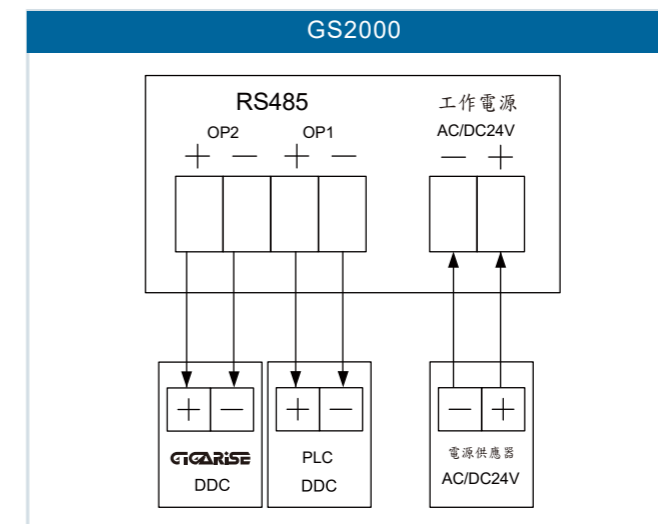 GS2000
RS485 工作電源
OP2 OP1 AC/DC24V
+ − + − − +
+ − + − − +
GIGARISE PLC 電源供應器
DDC DDC AC/DC24V